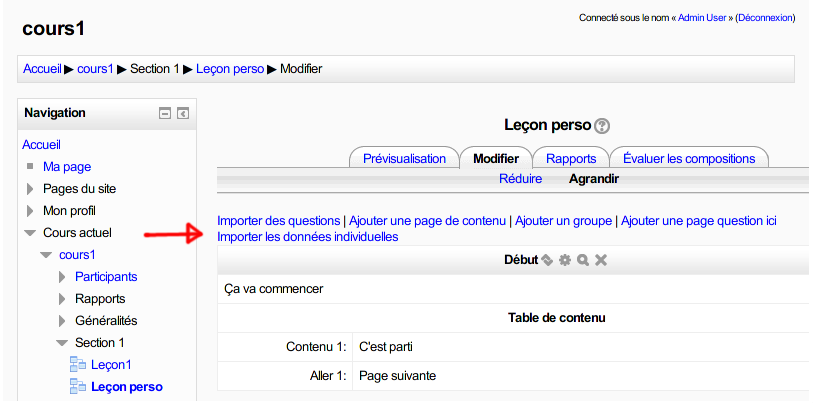 Connecté sous le nom « Admin User » (Déconnexion)
cours1
Accueil ▶ cours1 ▶ Section 1 ▶ Leçon perso ▶ Modifier
Navigation
Accueil
Ma page
Pages du site
Mon profil
Cours actuel
cours1
Participants
Rapports
Généralités
Section 1
Leçon1
Leçon perso
Leçon perso ?
Prévisualisation Modifier Rapports Évaluer les compositions
Réduire Agrandir
Importer des questions | Ajouter une page de contenu | Ajouter un groupe | Ajouter une page question ici
Importer les données individuelles
Début
Ça va commencer
Table de contenu
Contenu 1: C'est parti
Aller 1: Page suivante